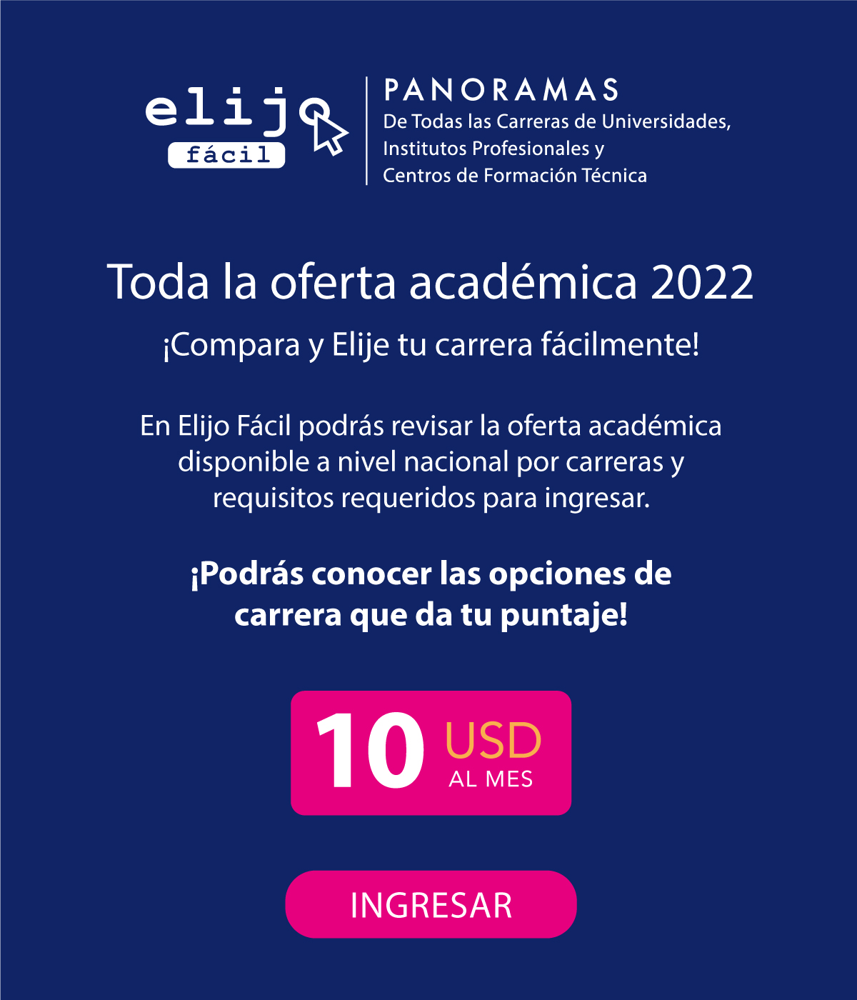 elijo
fácil
PANORAMAS
De Todas las Carreras de Universidades,
Institutos Profesionales y
Centros de Formación Técnica
Toda la oferta académica 2022
¡Compara y Elije tu carrera fácilmente!
En Elijo Fácil podrás revisar la oferta académica
disponible a nivel nacional por carreras y
requisitos requeridos para ingresar.
¡Podrás conocer las opciones de
carrera que da tu puntaje!
10 USD
AL MES
INGRESAR